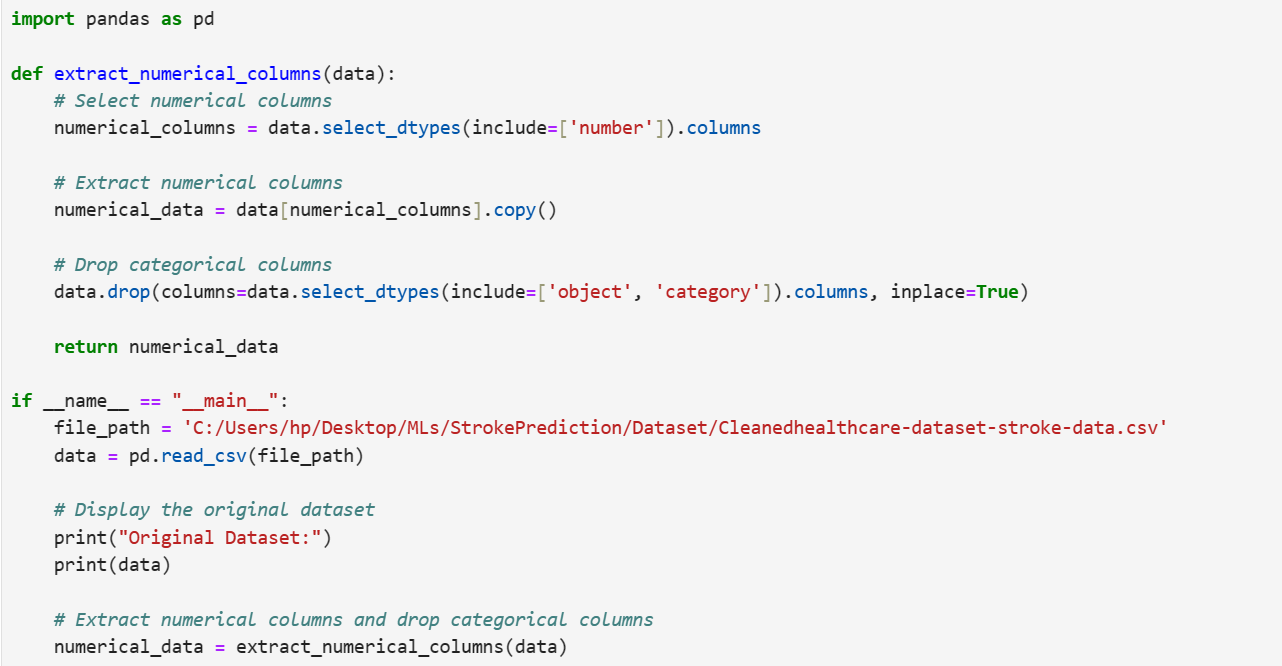 import pandas as pd
def extract_numerical_columns(data):
    # Select numerical columns
    numerical_columns = data.select_dtypes(include=['number']).columns
    # Extract numerical columns
    numerical_data = data[numerical_columns].copy()
    # Drop categorical columns
    data.drop(columns=data.select_dtypes(include=['object', 'category']).columns, inplace=True)
    return numerical_data
if __name__ == "__main__":
    file_path = 'C:/Users/hp/Desktop/MLs/StrokePrediction/Dataset/Cleanedhealthcare-dataset-stroke-data.csv'
    data = pd.read_csv(file_path)
    # Display the original dataset
    print("Original Dataset:")
    print(data)
    # Extract numerical columns and drop categorical columns
    numerical_data = extract_numerical_columns(data)